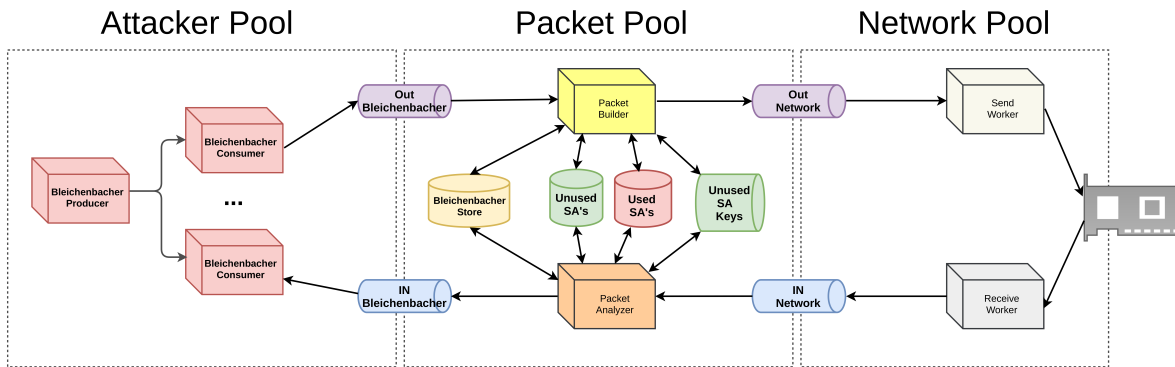 Attacker Pool
Packet Pool
Network Pool
Bleichenbacher
Producer
Bleichenbacher
Consumer
...
Bleichenbacher
Consumer
Out
Bleichenbacher
IN
Bleichenbacher
Packet
Builder
Bleichenbacher
Store
Unused
SA's
Used
SA's
Unused
SA
Keys
Packet
Analyzer
Out
Network
IN
Network
Send
Worker
Receive
Worker